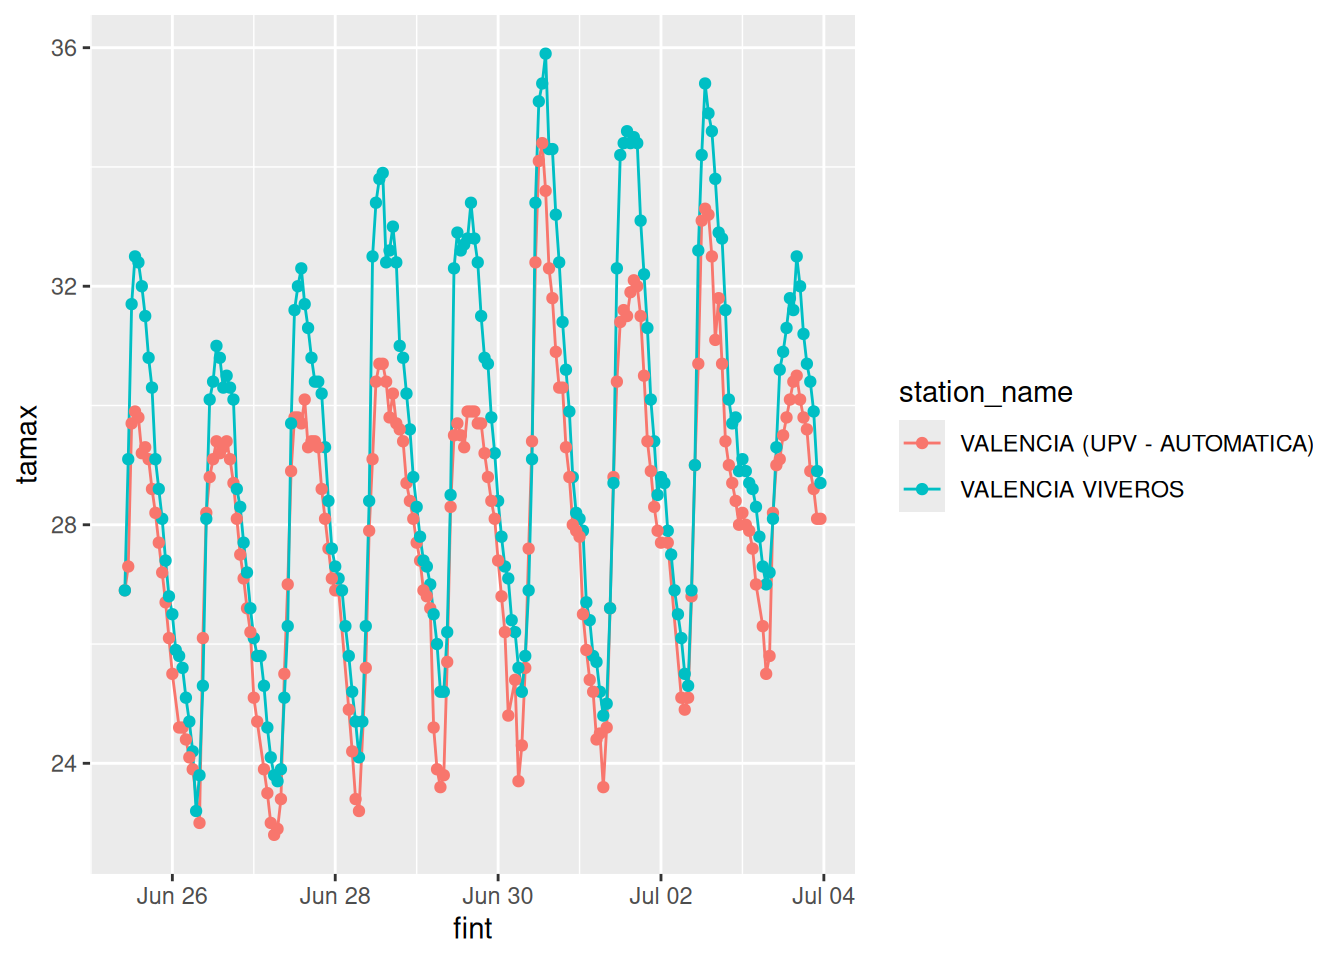 36
32
28
24
tamax
Jun 26
Jun 28
Jun 30
Jul 02
Jul 04
fint
station_name
VALENCIA (UPV - AUTOMATICA)
VALENCIA VIVEROS